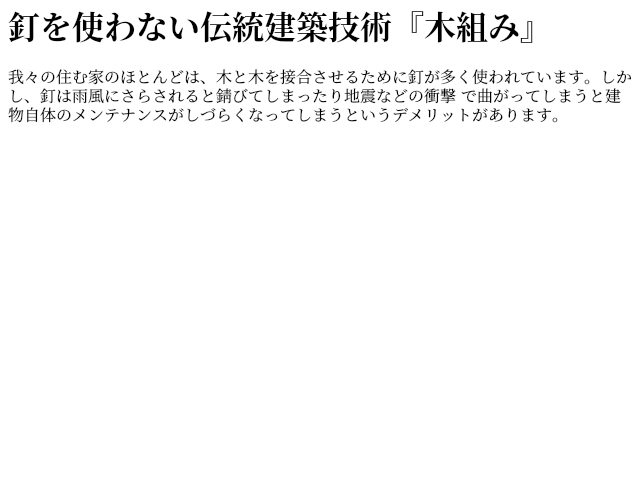 釘を使わない伝統建築技術『木組み』
我々の住む家のほとんどは、木と木を接合させるために釘が多く使われています。しか
し、釘は雨風にさらされると錆びてしまったり地震などの衝撃 で曲がってしまうと建
物自体のメンテナンスがしづらくなってしまうというデメリットがあります。